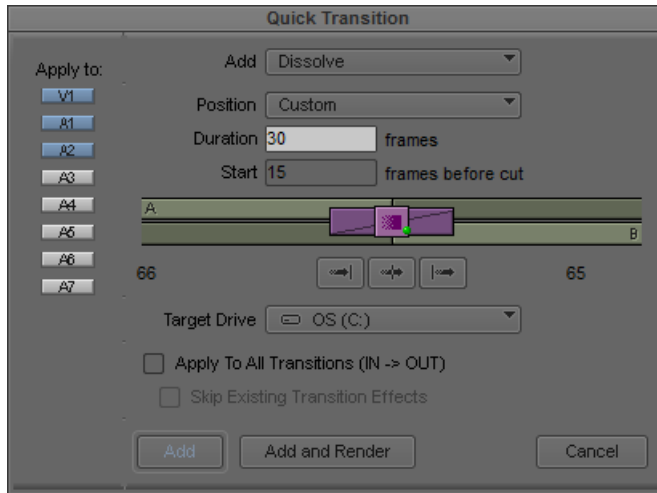 Quick Transition
Apply to:
V1
A1
A2
A3
A4
A5
A6
A7
Add Dissolve
Position Custom
Duration 30 frames
Start 15 frames before cut
A
B
66 65
Target Drive OS (C:)
Apply To All Transitions (IN -> OUT)
Skip Existing Transition Effects
Add Add and Render Cancel